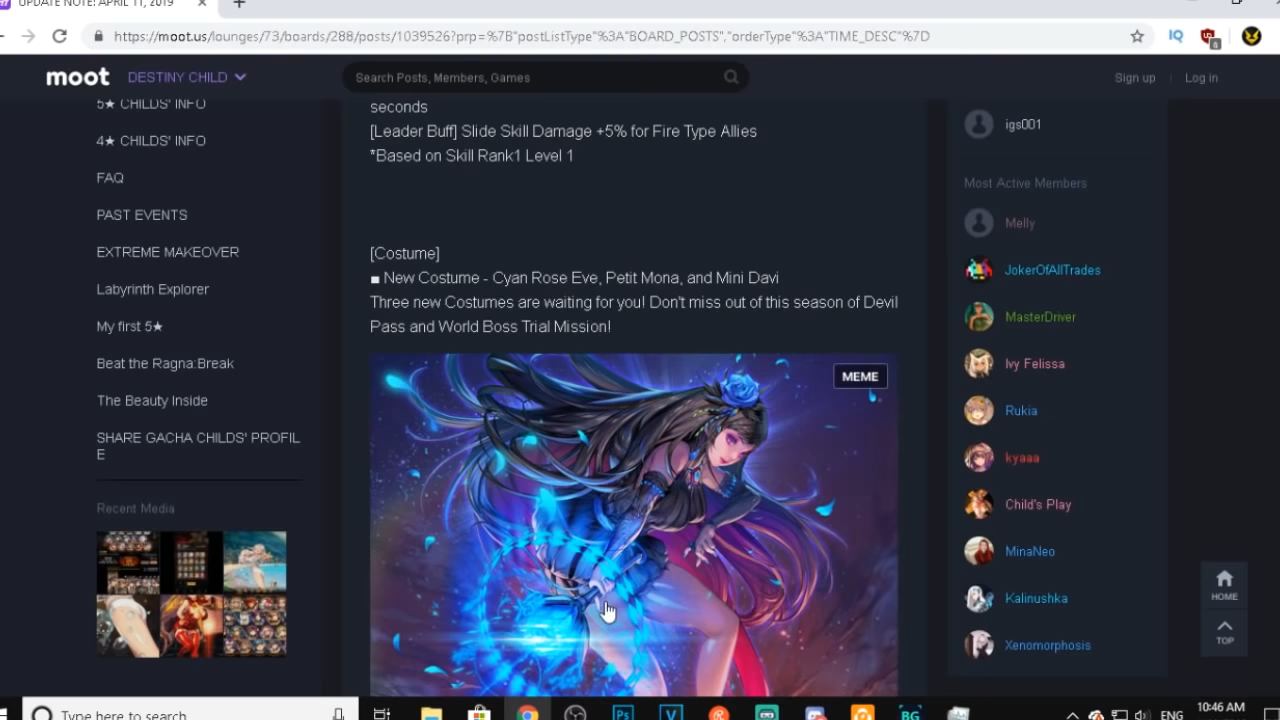 UPDATE NOTE: APRIL 11, 2019
https://moot.us/lounges/73/boards/288/posts/1039526?prp=%7B"postListType"%3A"BOARD_POSTS","orderType"%3A"TIME_DESC"%7D
IQ
moot
DESTINY CHILD
Search Posts, Members, Games
Sign up
Log in
5★ CHILDS' INFO
4★ CHILDS' INFO
FAQ
PAST EVENTS
EXTREME MAKEOVER
Labyrinth Explorer
My first 5★
Beat the Ragna:Break
The Beauty Inside
SHARE GACHA CHILDS' PROFIL
E
Recent Media
seconds
[Leader Buff] Slide Skill Damage +5% for Fire Type Allies
*Based on Skill Rank1 Level 1
[Costume]
■ New Costume - Cyan Rose Eve, Petit Mona, and Mini Davi
Three new Costumes are waiting for you! Don't miss out of this season of Devil
Pass and World Boss Trial Mission!
MEME
igs001
Most Active Members
Melly
JokerOfAllTrades
MasterDriver
Ivy Felissa
Rukia
kyaaa
Child's Play
MinaNeo
Kalinushka
Xenomorphosis
HOME
TOP
Type here to search
Ps
V
BG
ENG
10:46 AM